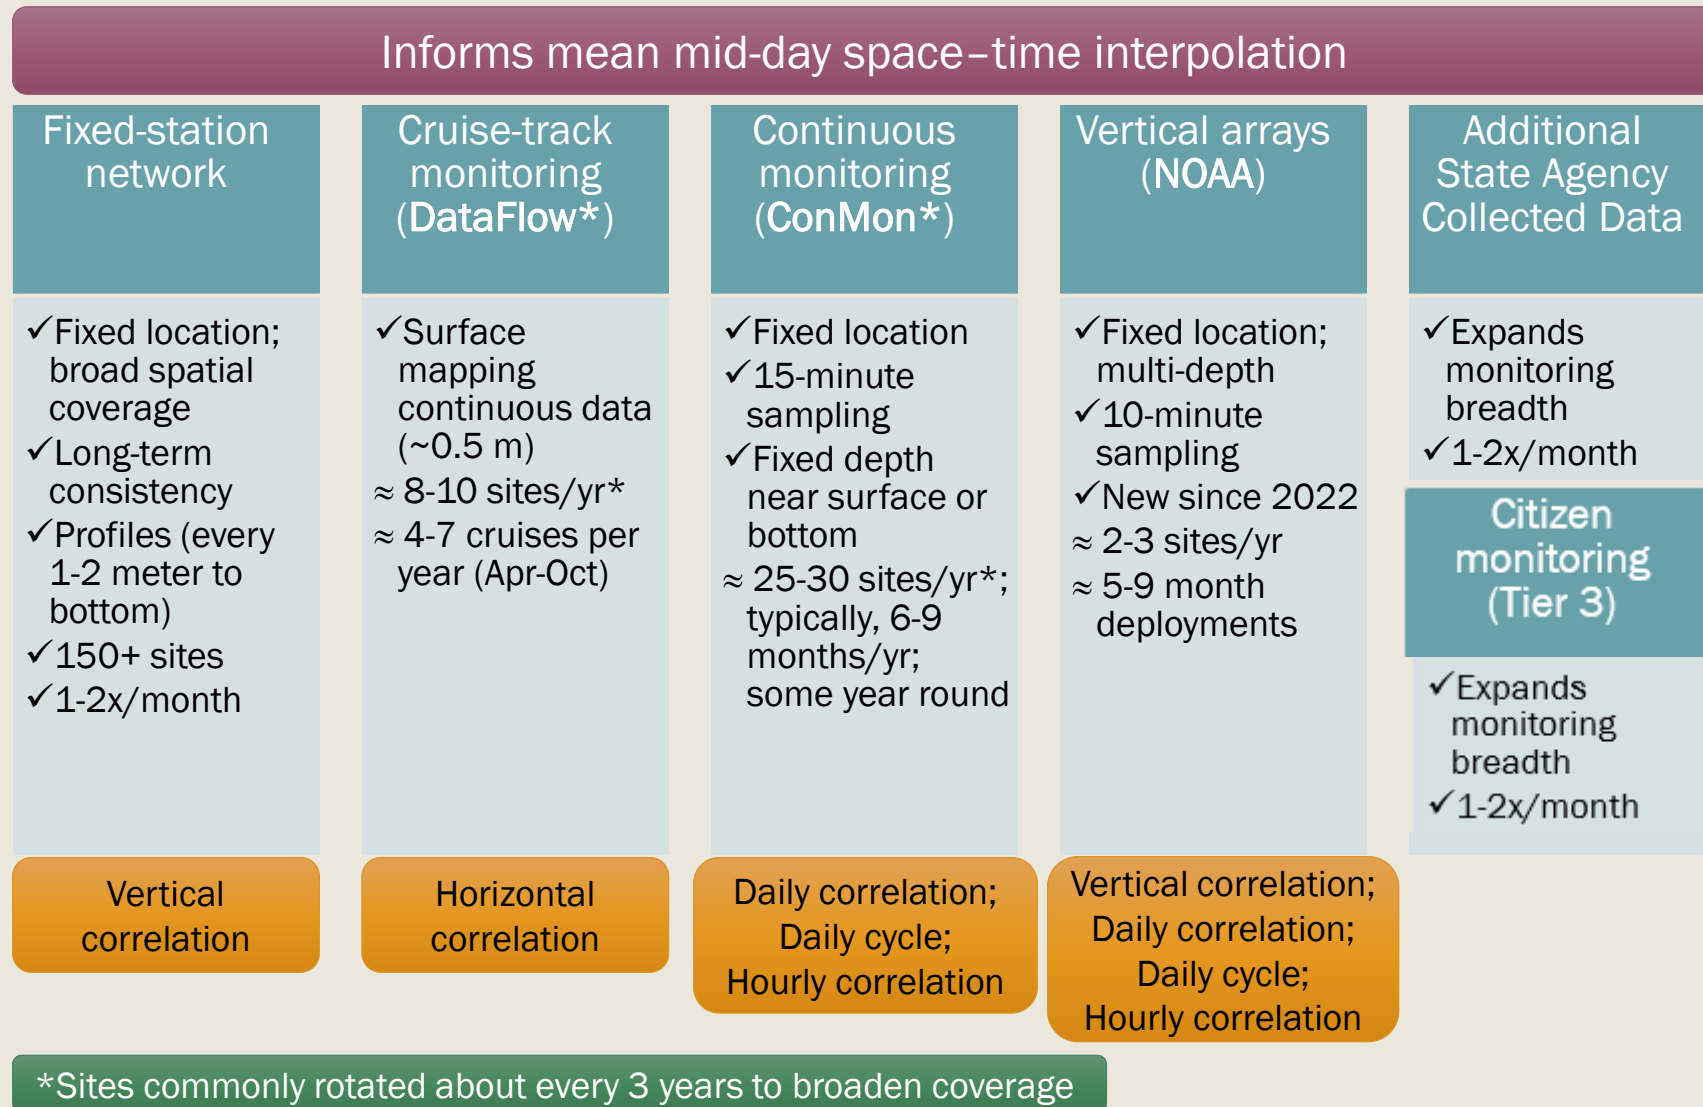 Informs mean mid-day space–time interpolation
Fixed-station
network
✓Fixed location;
broad spatial
coverage
✓Long-term
consistency
✓Profiles (every
1-2 meter to
bottom)
✓150+ sites
✓1-2x/month
Vertical
correlation
Cruise-track
monitoring
(DataFlow*)
✓Surface
mapping
continuous data
(~0.5 m)
≈ 8-10 sites/yr*
≈ 4-7 cruises per
year (Apr-Oct)
Horizontal
correlation
Continuous
monitoring
(ConMon*)
✓Fixed location
✓15-minute
sampling
✓Fixed depth
near surface or
bottom
≈ 25-30 sites/yr*;
typically, 6-9
months/yr;
some year round
Daily correlation;
Daily cycle;
Hourly correlation
Vertical arrays
(NOAA)
✓Fixed location;
multi-depth
✓10-minute
sampling
✓New since 2022
≈ 2-3 sites/yr
≈ 5-9 month
deployments
Vertical correlation;
Daily correlation;
Daily cycle;
Hourly correlation
Additional
State Agency
Collected Data
✓Expands
monitoring
breadth
✓1-2x/month
Citizen
monitoring
(Tier 3)
✓Expands
monitoring
breadth
✓1-2x/month
*Sites commonly rotated about every 3 years to broaden coverage